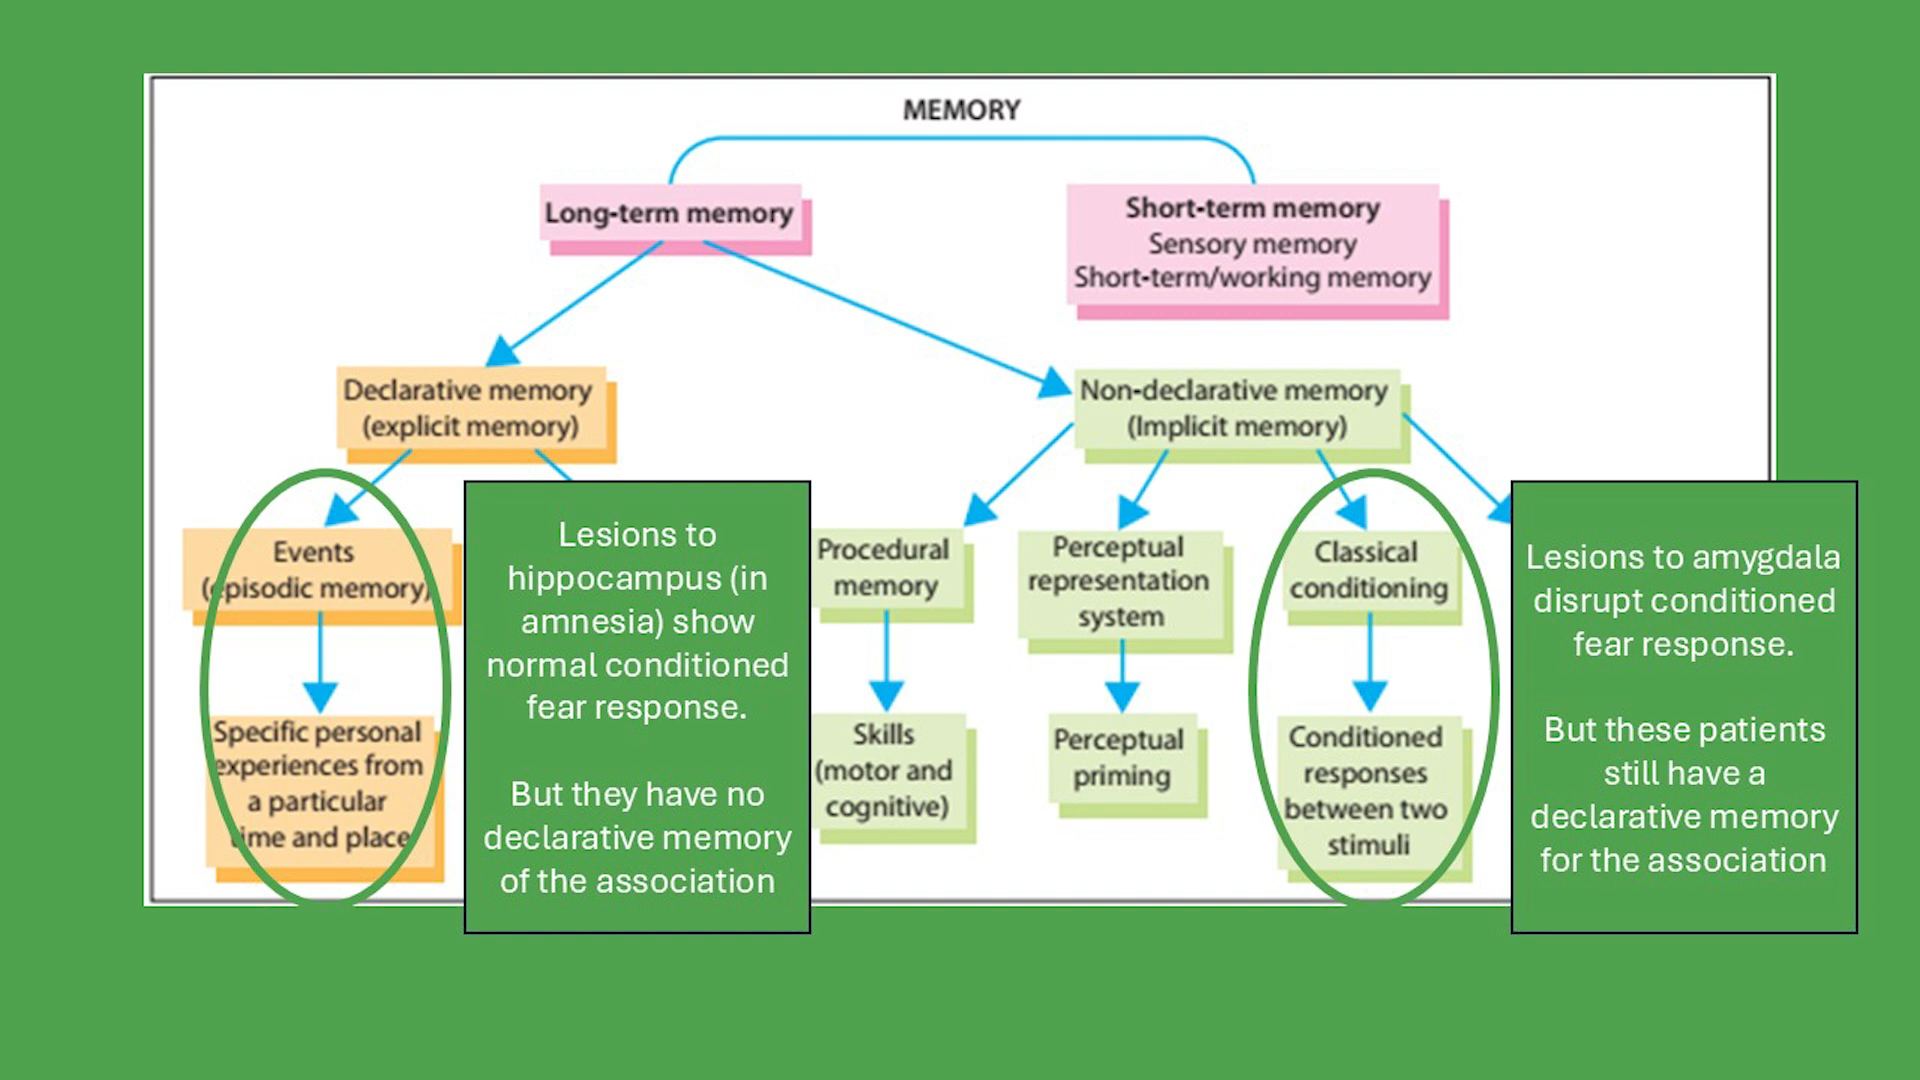 MEMORY
Long-term memory
Short-term memory
Sensory memory
Short-term/working memory
Declarative memory
(explicit memory)
Non-declarative memory
(Implicit memory)
Events
(episodic memory)
Specific personal
experiences from
a particular
time and place
Lesions to
hippocampus (in
amnesia) show
normal conditioned
fear response.
But they have no
declarative memory
of the association
Procedural
memory
Skills
(motor and
cognitive)
Perceptual
representation
system
Perceptual
priming
Classical
conditioning
Conditioned
responses
between two
stimuli
Lesions to amygdala
disrupt conditioned
fear response.
But these patients
still have a
declarative memory
for the association